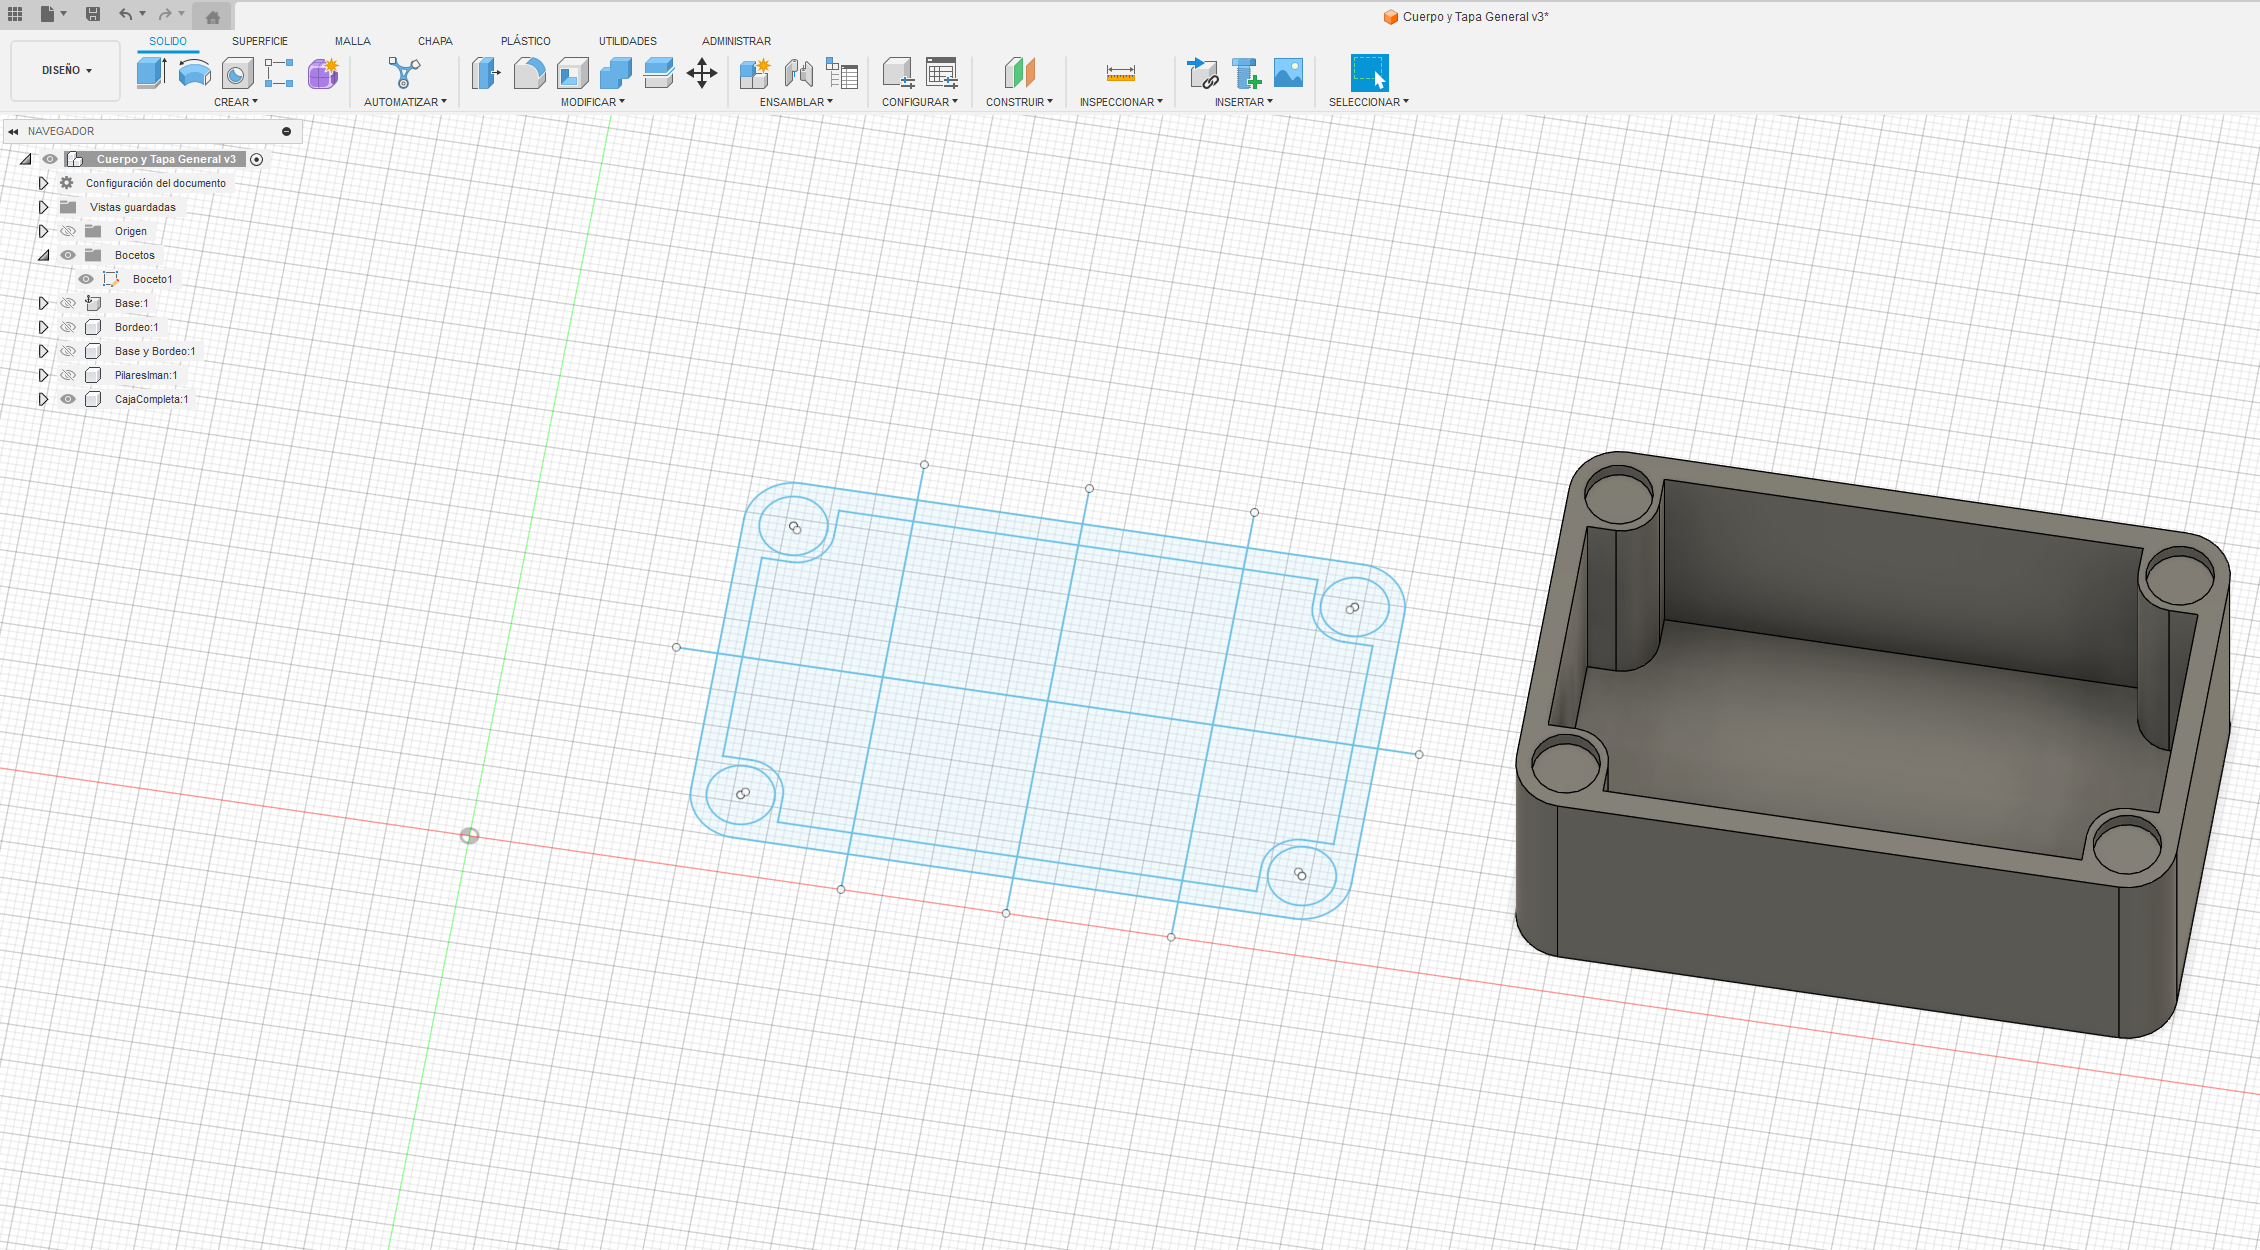 Cuerpo y Tapa General v3*
SOLIDO SUPERFICIE MALLA CHAPA PLÁSTICO UTILIDADES ADMINISTRAR
DISEÑO
CREAR AUTOMATIZAR MODIFICAR ENSAMBLAR CONFIGURAR CONSTRUIR INSPECCIONAR INSERTAR SELECCIONAR
NAVEGADOR
Cuerpo y Tapa General v3
Configuración del documento
Vistas guardadas
Origen
Bocetos
Boceto1
Base:1
Bordeo:1
Base y Bordeo:1
PilaresIman:1
CajaCompleta:1